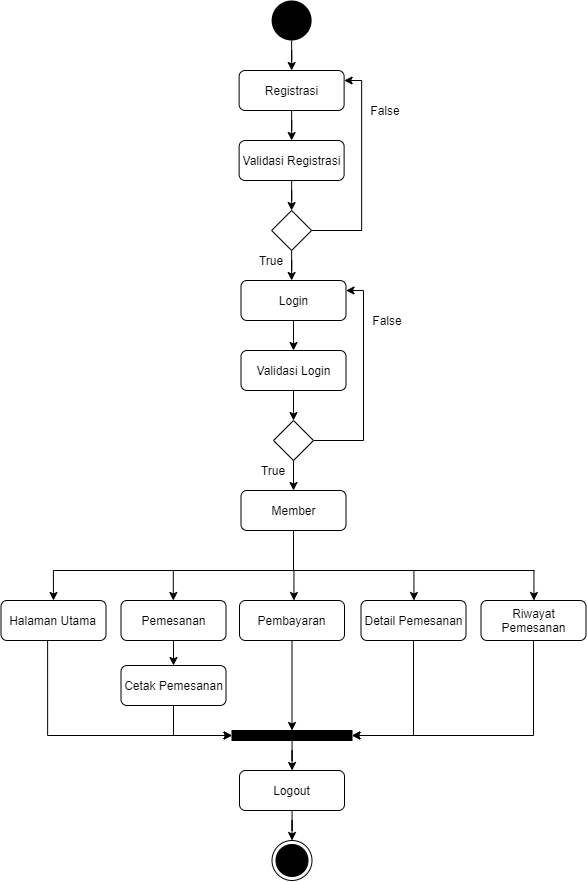 Registrasi
False
Validasi Registrasi
True
Login
False
Validasi Login
True
Member
Halaman Utama
Pemesanan
Pembayaran
Detail Pemesanan
Riwayat
Pemesanan
Cetak Pemesanan
Logout